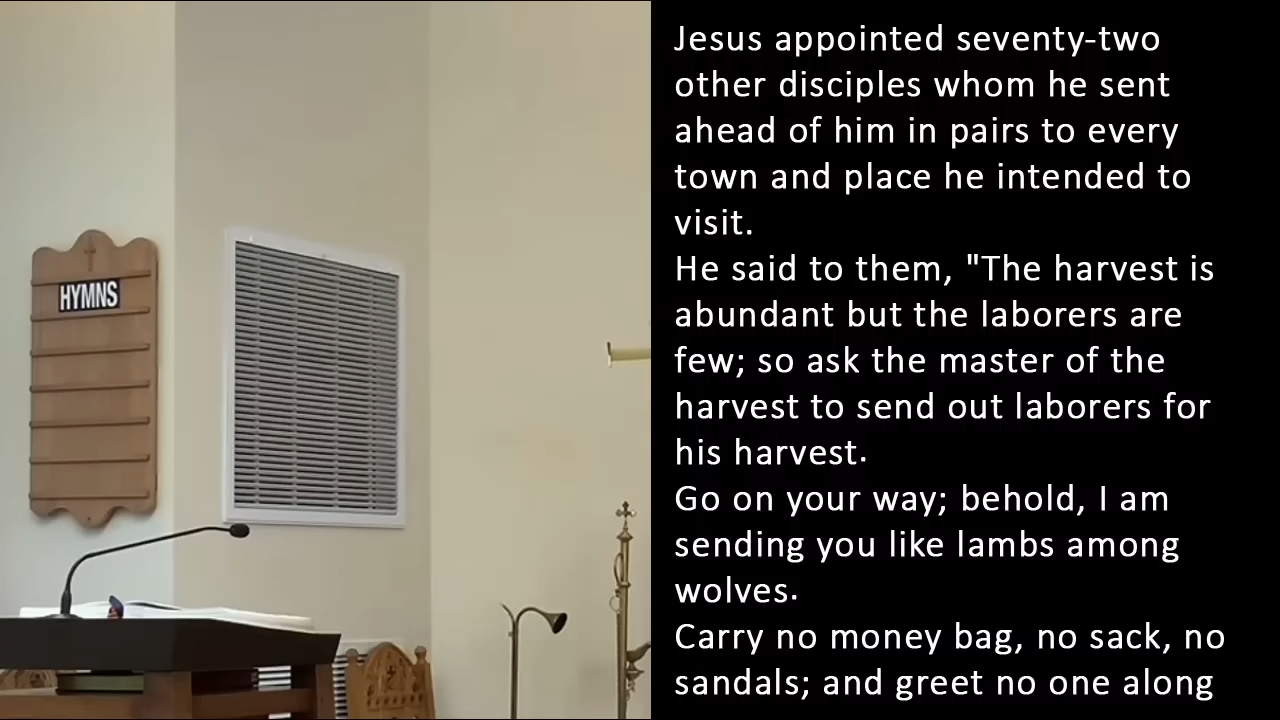 HYMNS
Jesus appointed seventy-two
other disciples whom he sent
ahead of him in pairs to every
town and place he intended to
visit.
He said to them, "The harvest is
abundant but the laborers are
few; so ask the master of the
harvest to send out laborers for
his harvest.
Go on your way; behold, I am
sending you like lambs among
wolves.
Carry no money bag, no sack, no
sandals; and greet no one along